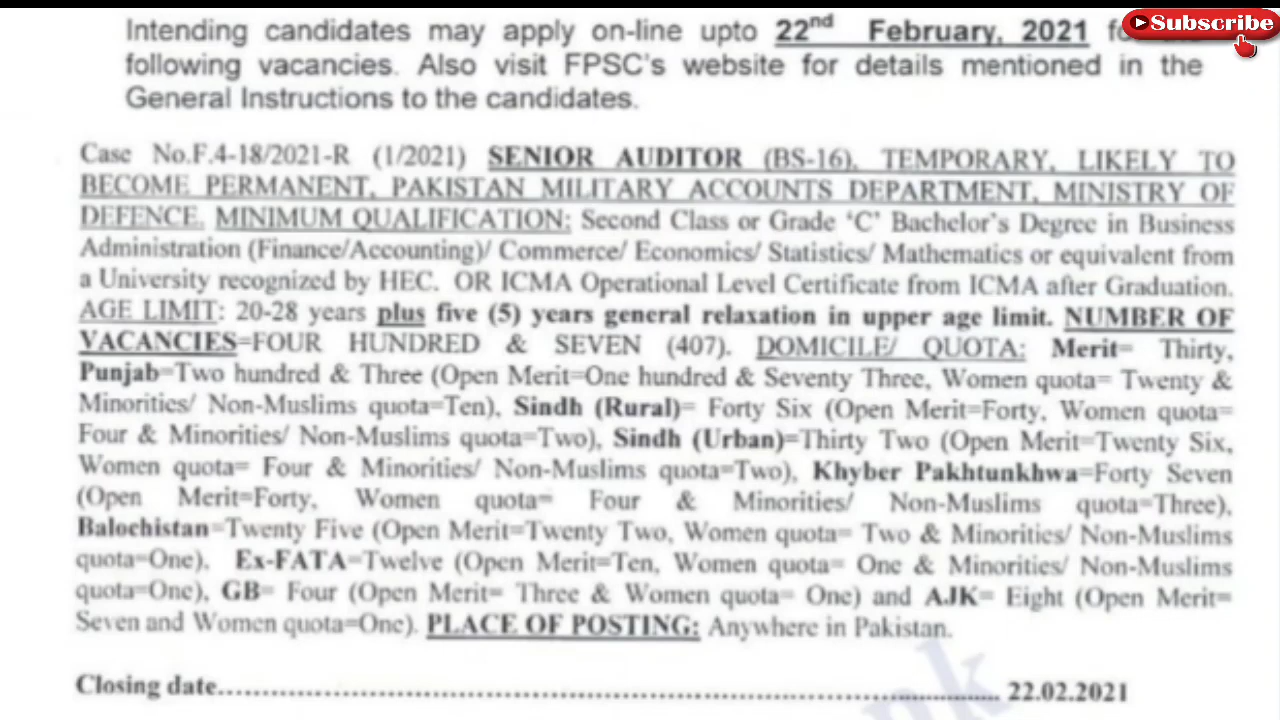 Intending candidates may apply on-line upto 22nd February, 2021
following vacancies. Also visit FPSC's website for details mentioned in the
General Instructions to the candidates.
Subscribe
Case No.F.4-18/2021-R (1/2021) SENIOR AUDITOR (BS-16), TEMPORARY, LIKELY TO
BECOME PERMANENT, PAKISTAN MILITARY ACCOUNTS DEPARTMENT, MINISTRY OF
DEFENCE. MINIMUM QUALIFICATION: Second Class or Grade 'C' Bachelor's Degree in Business
Administration (Finance/Accounting)/ Commerce/ Economics/ Statistics/ Mathematics or equivalent from
a University recognized by HEC. OR ICMA Operational Level Certificate from ICMA after Graduation.
AGE LIMIT: 20-28 years plus five (5) years general relaxation in upper age limit. NUMBER OF
VACANCIES=FOUR HUNDRED & SEVEN (407). DOMICILE/ QUOTA: Merit= Thirty,
Punjab=Two hundred & Three (Open Merit=One hundred & Seventy Three, Women quota= Twenty &
Minorities/ Non-Muslims quota=Ten), Sindh (Rural)= Forty Six (Open Merit=Forty, Women quota=
Four & Minorities/ Non-Muslims quota=Two), Sindh (Urban)=Thirty Two (Open Merit=Twenty Six,
Women quota= Four & Minorities/ Non-Muslims quota=Two), Khyber Pakhtunkhwa=Forty Seven
(Open Merit=Forty, Women quota= Four & Minorities/ Non-Muslims quota=Three),
Balochistan=Twenty Five (Open Merit=Twenty Two, Women quota= Two & Minorities/ Non-Muslims
quota=One), Ex-FATA=Twelve (Open Merit=Ten, Women quota= One & Minorities/ Non-Muslims
quota=One), GB= Four (Open Merit= Three & Women quota= One) and AJK= Eight (Open Merit=
Seven and Women quota=One). PLACE OF POSTING: Anywhere in Pakistan.
Closing date................................................................................ 22.02.2021